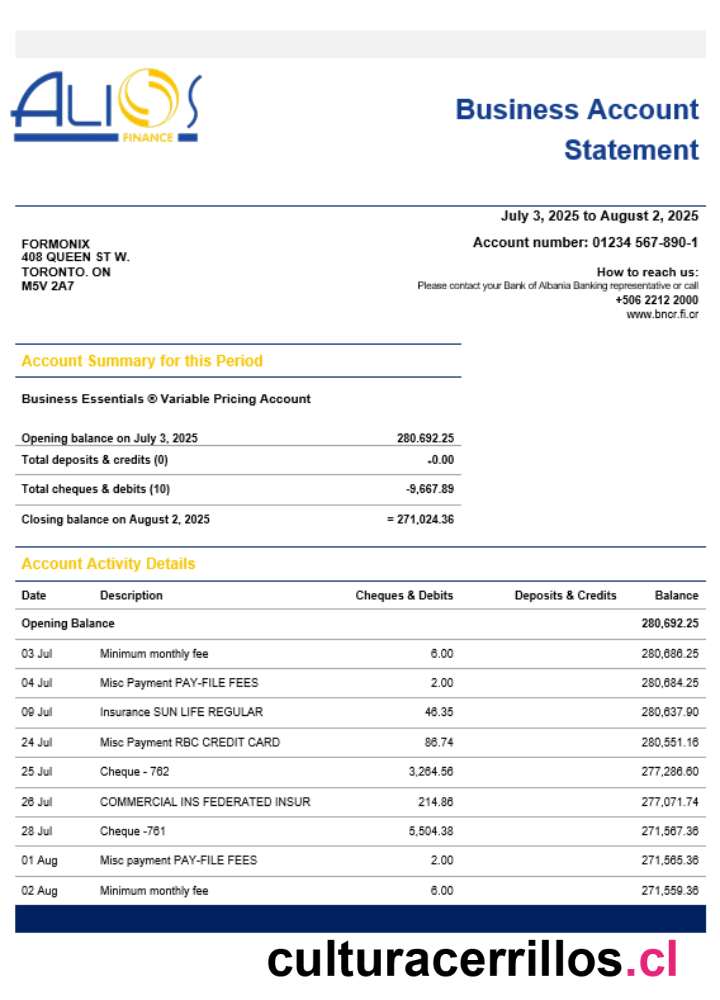 ALIOS
FINANCE
Business Account
Statement
July 3, 2025 to August 2, 2025
Account number: 01234 567-890-1
FORMONIX
408 QUEEN ST W.
TORONTO. ON
M5V 2A7
How to reach us:
Please contact your Bank of Albania Banking representative or call
+506 2212 2000
www.bncr.fi.cr
Account Summary for this Period
Business Essentials ® Variable Pricing Account
Opening balance on July 3, 2025 280.692.25
Total deposits & credits (0) -0.00
Total cheques & debits (10) -9,667.89
Closing balance on August 2, 2025 = 271,024.36
Account Activity Details
Date Description Cheques & Debits Deposits & Credits Balance
Opening Balance 280,692.25
03 Jul Minimum monthly fee 6.00 280,686.25
04 Jul Misc Payment PAY-FILE FEES 2.00 280,684.25
09 Jul Insurance SUN LIFE REGULAR 46.35 280,637.90
24 Jul Misc Payment RBC CREDIT CARD 86.74 280,551.16
25 Jul Cheque - 762 3,264.56 277,286.60
26 Jul COMMERCIAL INS FEDERATED INSUR 214.86 277,071.74
28 Jul Cheque -761 5,504.38 271,567.36
01 Aug Misc payment PAY-FILE FEES 2.00 271,565.36
02 Aug Minimum monthly fee 6.00 271,559.36
culturacerrillos.cl